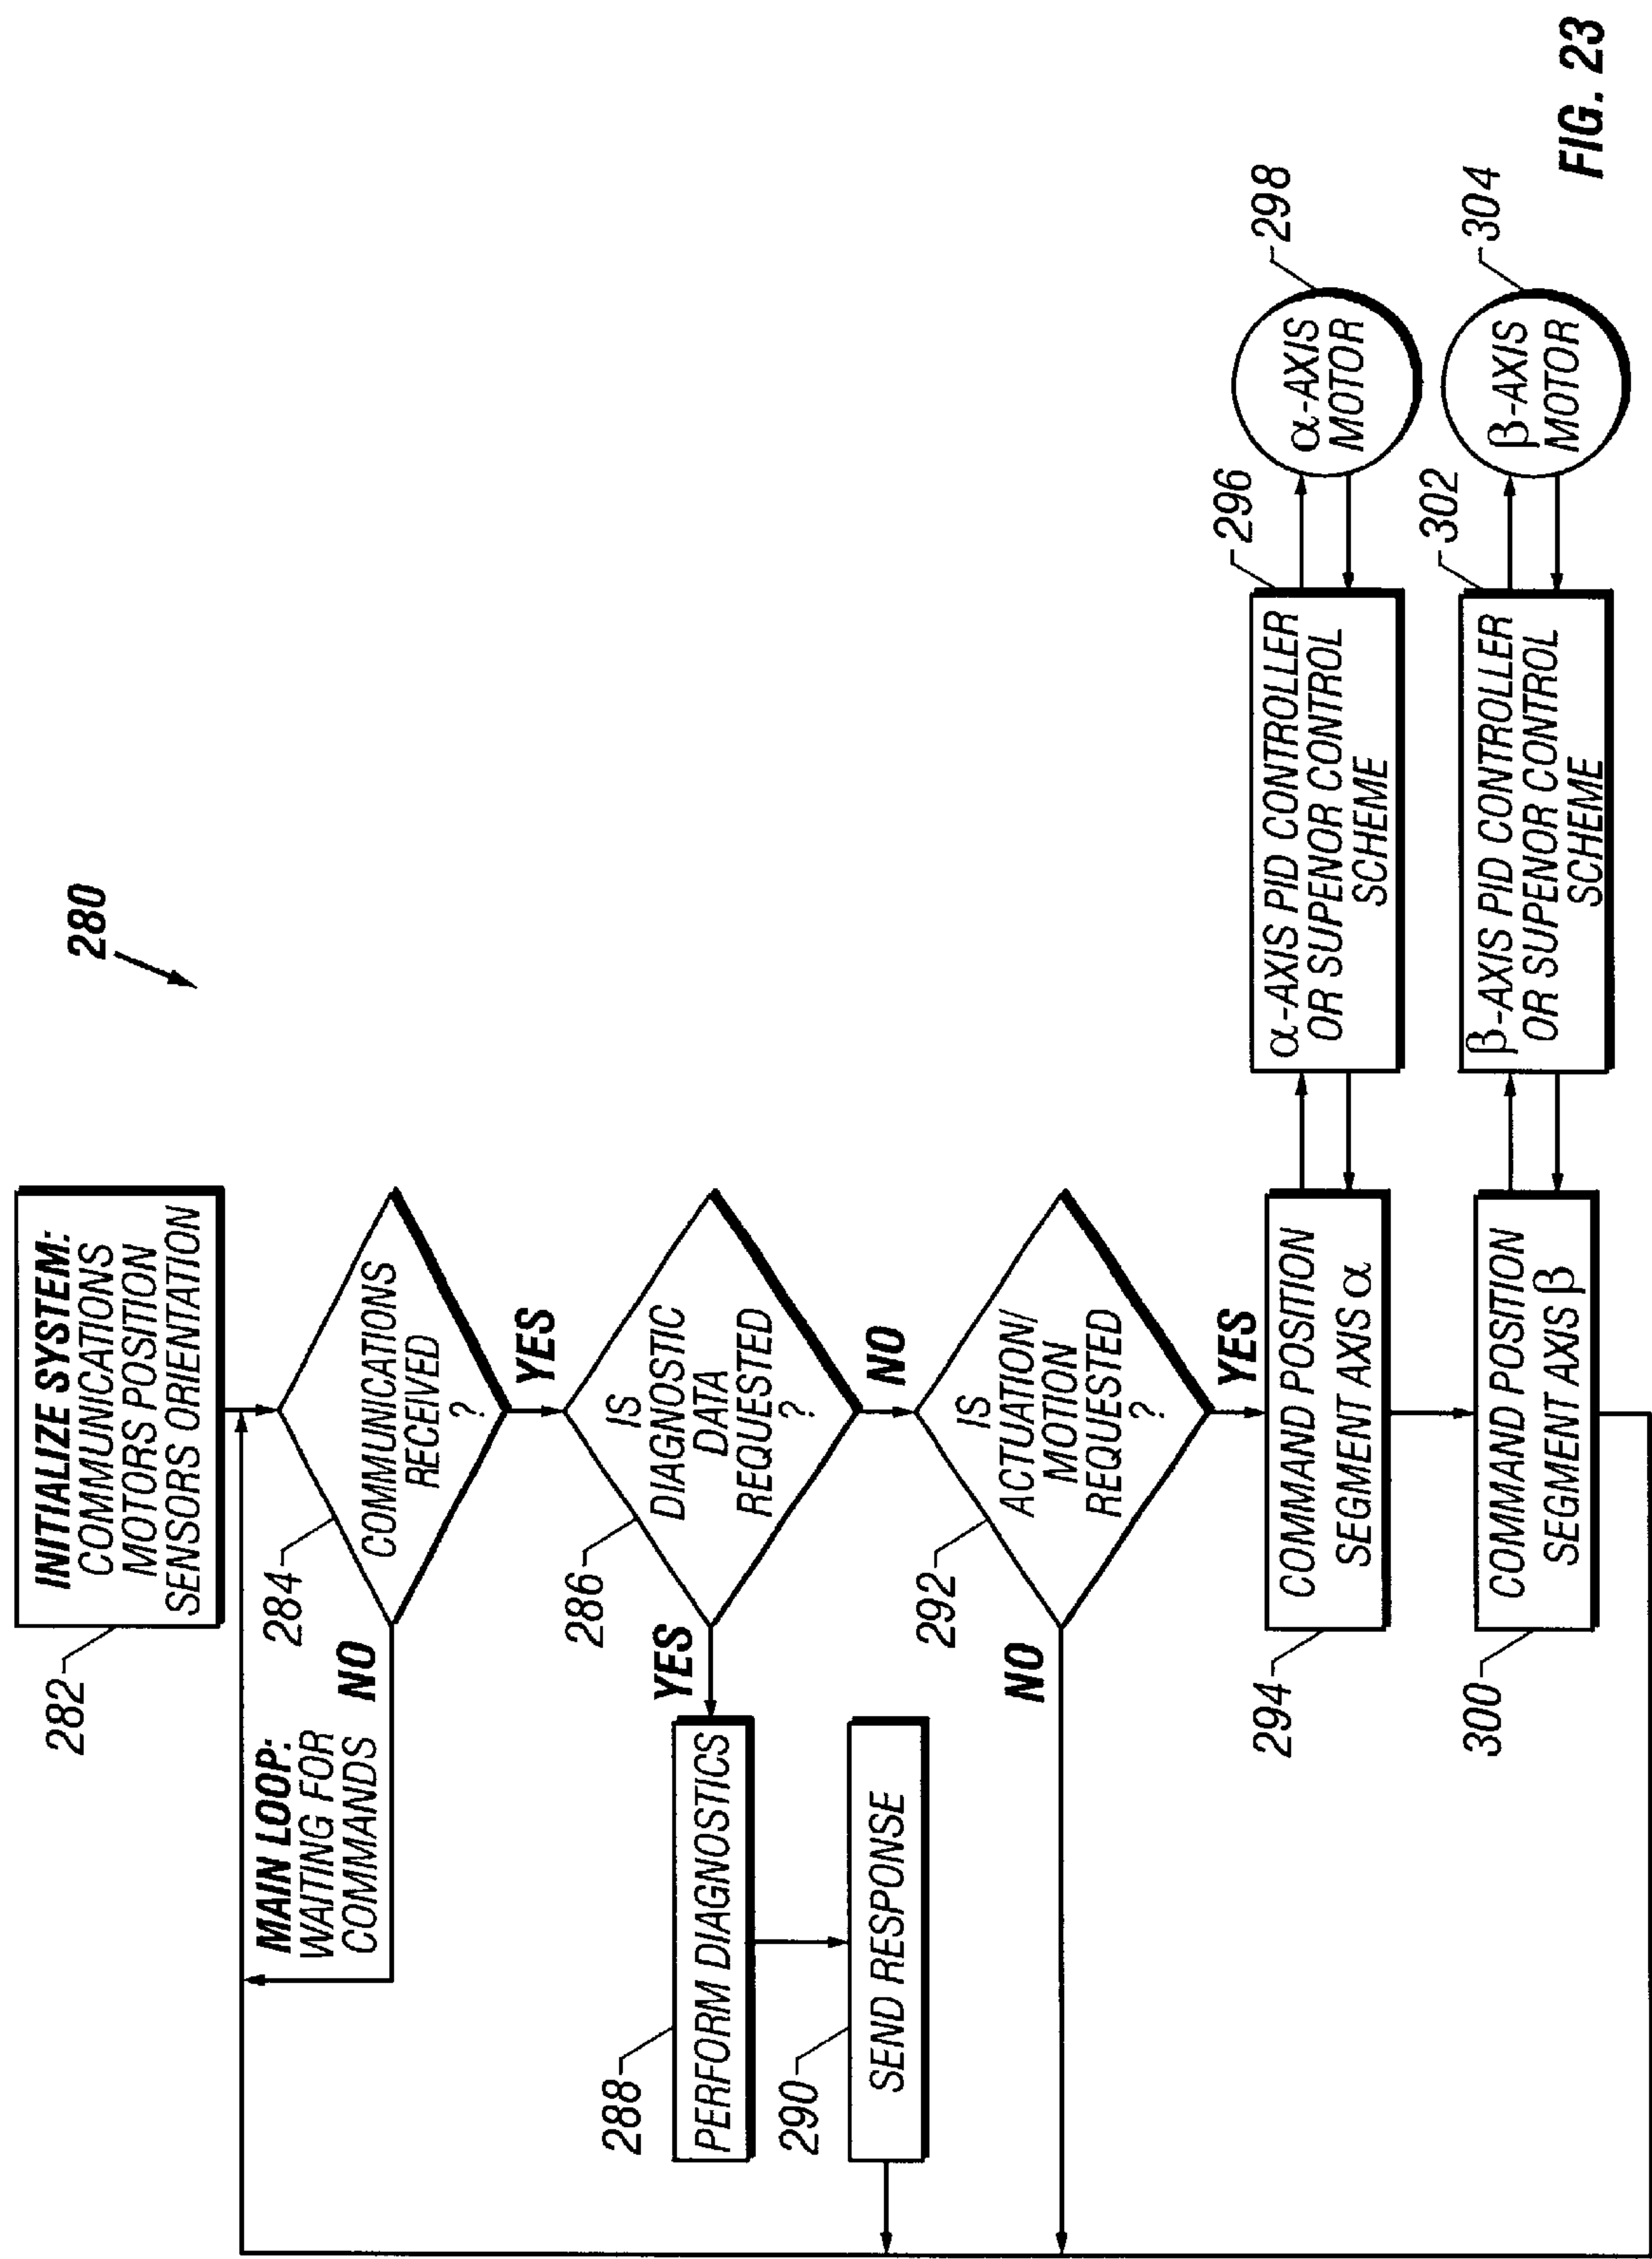 280
INITIALIZE SYSTEM:
COMMUNICATIONS
MOTORS POSITION
SENSORS ORIENTATION
282
MAIN LOOP:
WAITING FOR
COMMANDS
NO
284
COMMUNICATIONS
RECEIVED
?
YES
286
IS
DIAGNOSTIC
DATA
REQUESTED
?
YES
NO
288
PERFORM DIAGNOSTICS
290
SEND RESPONSE
292
IS
ACTUATION/
MOTION
REQUESTED
?
NO
YES
294
COMMAND POSITION
SEGMENT AXIS α
296
α-AXIS PID CONTROLLER
OR SUPENOR CONTROL
SCHEME
298
α-AXIS
MOTOR
300
COMMAND POSITION
SEGMENT AXIS β
302
β-AXIS PID CONTROLLER
OR SUPENOR CONTROL
SCHEME
304
β-AXIS
MOTOR
FIG. 23